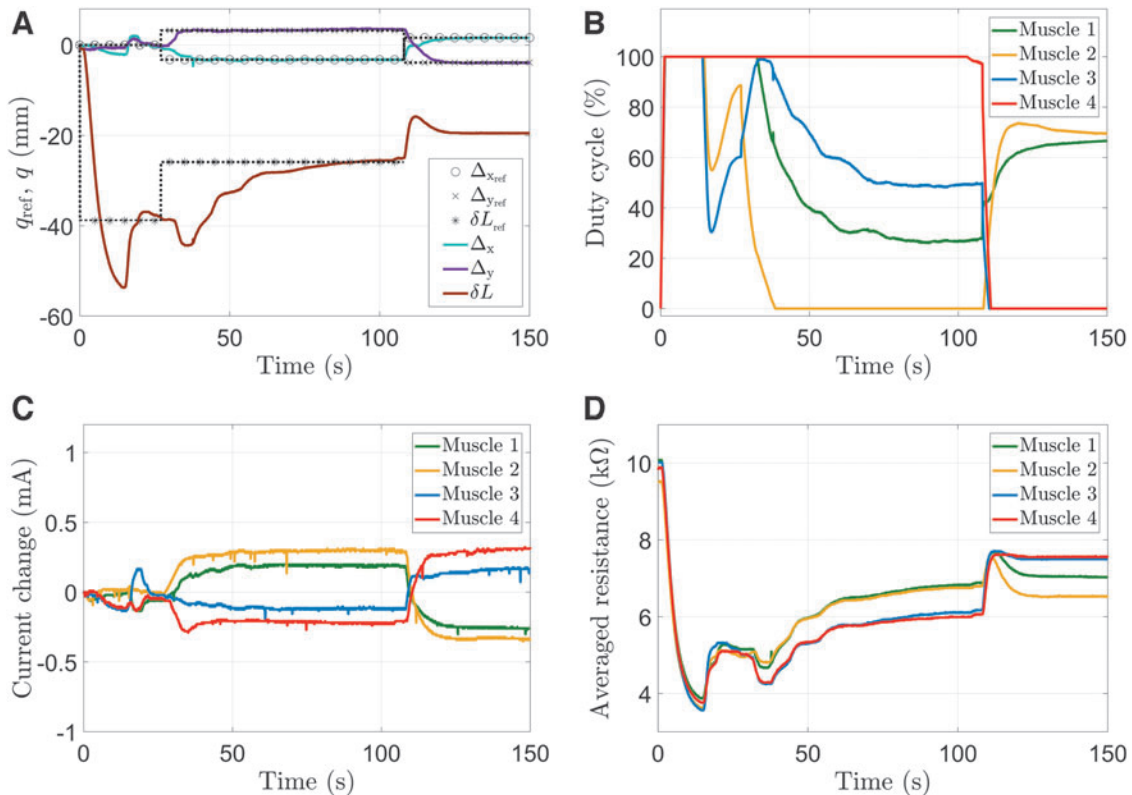 A
q_ref, q (mm)
0
-20
-40
-60
0
50
100
150
Time (s)
Δ_x_ref
Δ_y_ref
δL_ref
Δ_x
Δ_y
δL
B
Duty cycle (%)
100
80
60
40
20
0
0
50
100
150
Time (s)
Muscle 1
Muscle 2
Muscle 3
Muscle 4
C
Current change (mA)
1
0.5
0
-0.5
-1
0
50
100
150
Time (s)
Muscle 1
Muscle 2
Muscle 3
Muscle 4
D
Averaged resistance (kΩ)
10
8
6
4
0
50
100
150
Time (s)
Muscle 1
Muscle 2
Muscle 3
Muscle 4